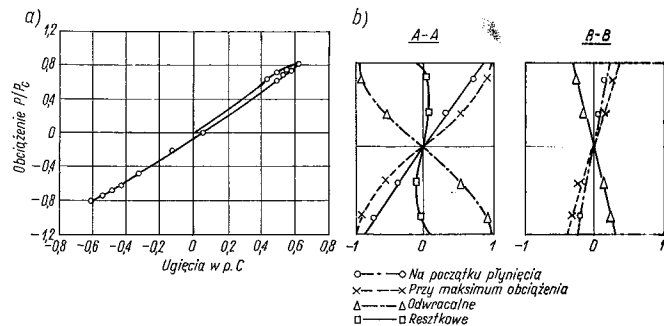 a)
1,2
0,8
0,4
0
-0,4
-0,8
-1,2
Obciążenie P/Pc
-0,8 -0,6 -0,4 -0,2 0 0,2 0,4 0,6 0,8
Ugięcia w p. C
b)
A-A
B-B
-1 0 1
-1 0 1
Na początku płynięcia
Przy maksimum obciążenia
Odwracalne
Resztkowe